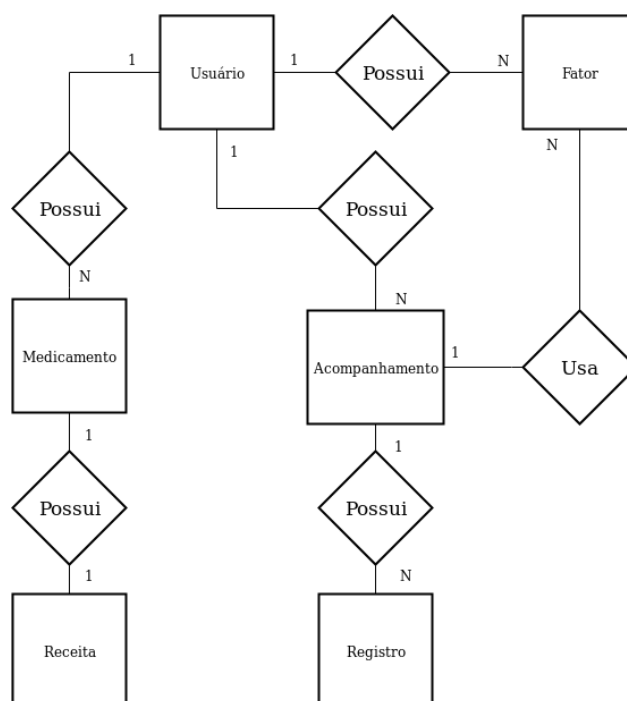 1
Usuário
1
Possui
N
Fator
1
N
Possui
Possui
N
N
Medicamento
Acompanhamento
1
Usa
1
1
Possui
Possui
1
N
Receita
Registro